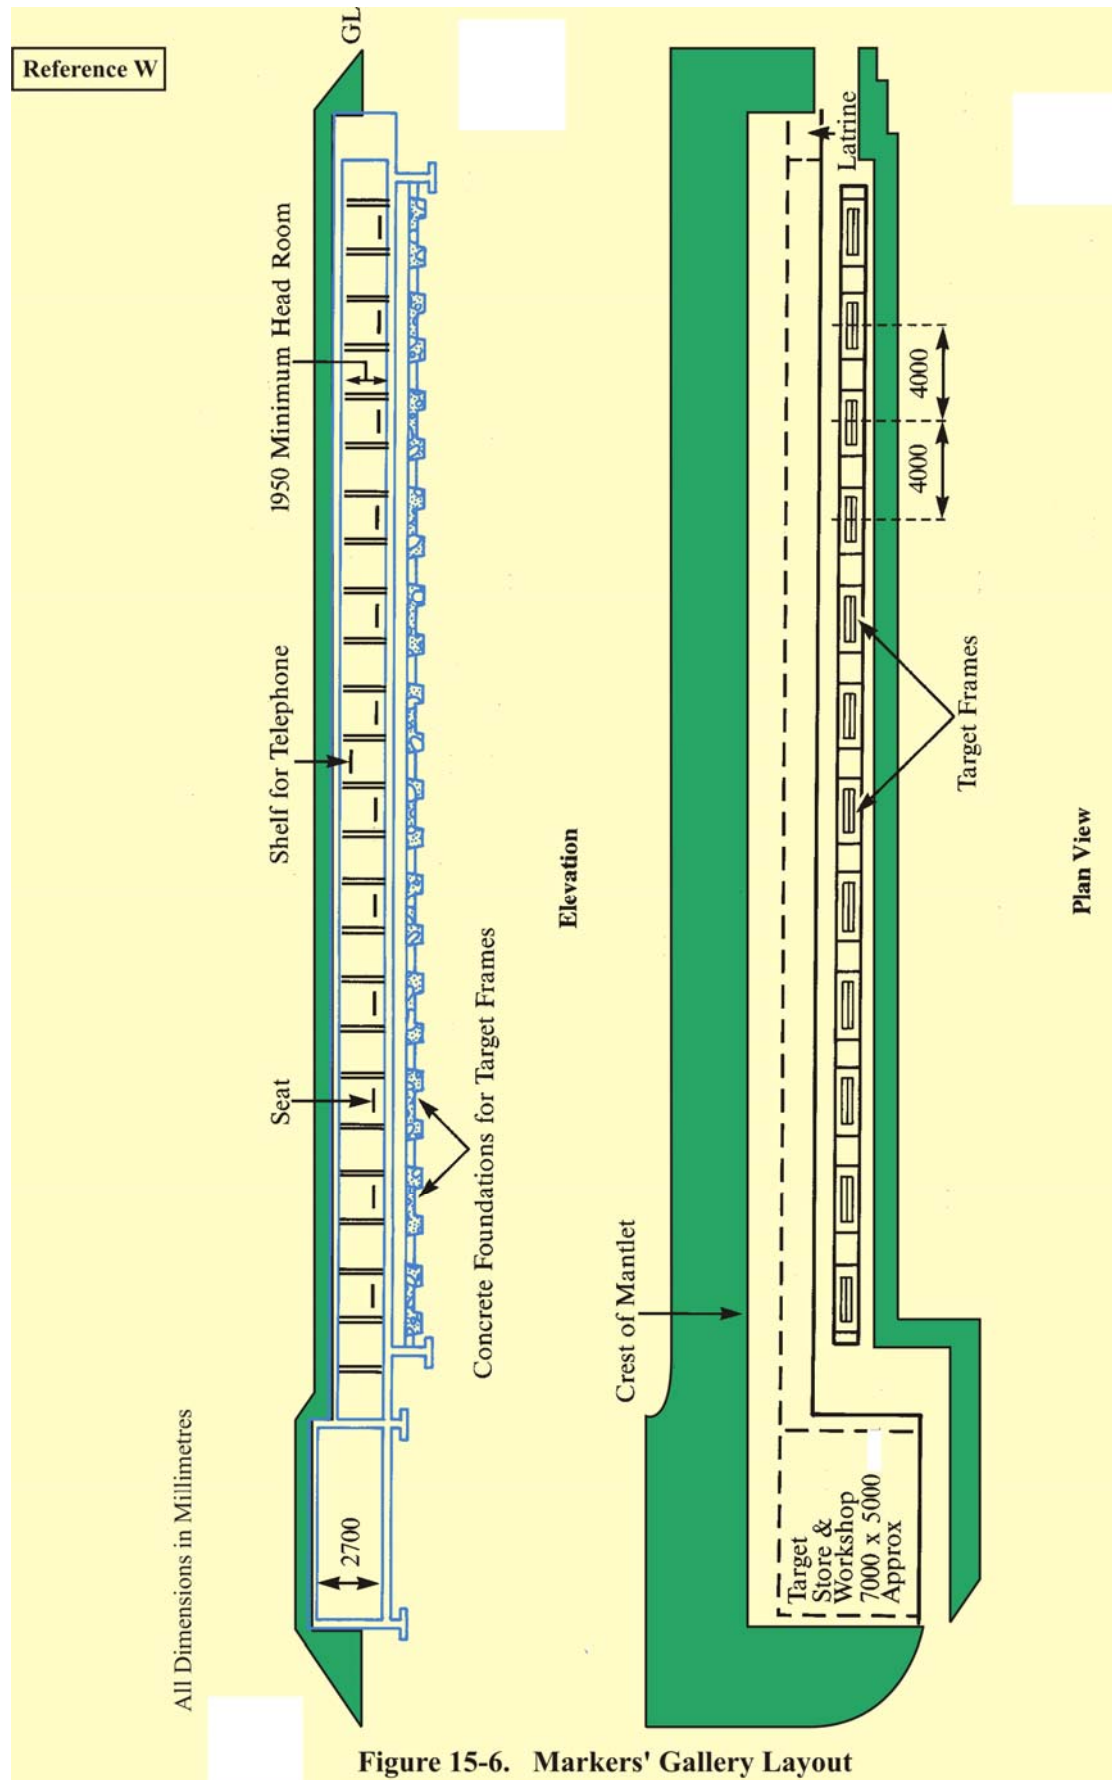 Reference W
GL
All Dimensions in Millimetres
1950 Minimum Head Room
Shelf for Telephone
Seat
2700
Concrete Foundations for Target Frames
Elevation
Crest of Mantlet
Latrine
4000
4000
Target Frames
Target
Store &
Workshop
7000 x 5000
Approx
Plan View
Figure 15-6. Markers' Gallery Layout